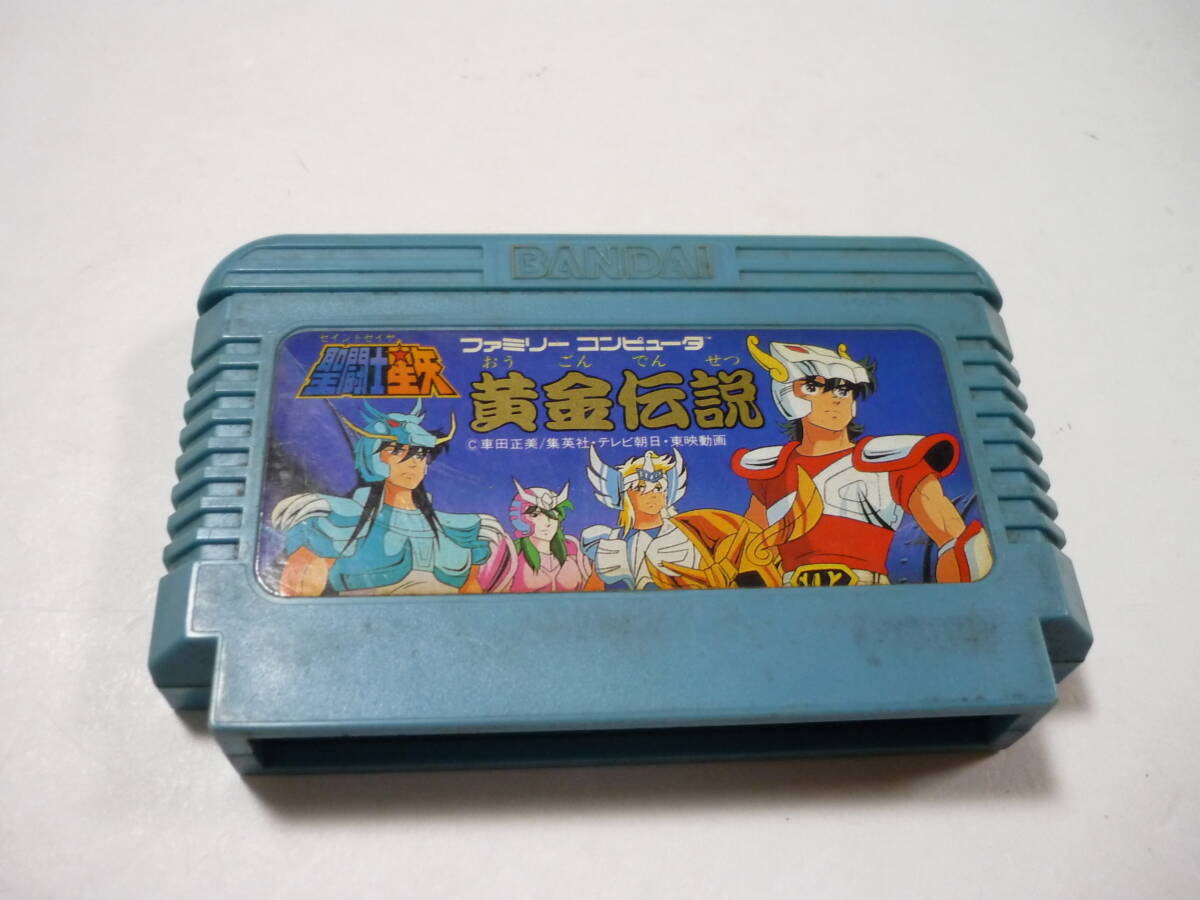 BANDAI
セイントセイヤ
聖闘士星矢
ファミリー コンピュータ™
おう ごん でん せつ
黄金伝説
©車田正美/集英社・テレビ朝日・東映動画